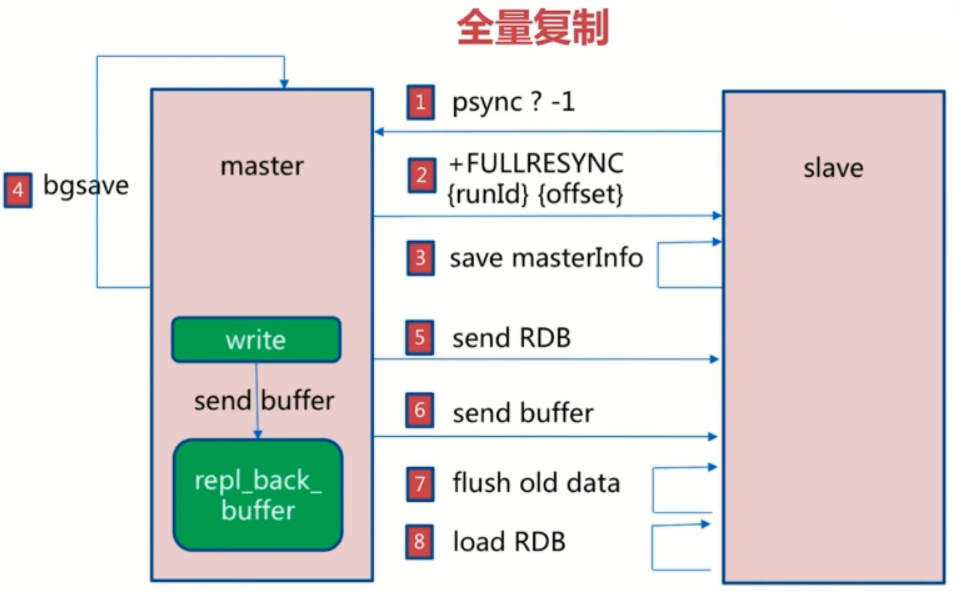 全量复制
1 psync ? -1
master
slave
2 +FULLRESYNC
{runId} {offset}
4 bgsave
3 save masterInfo
write
5 send RDB
send buffer
6 send buffer
repl_back_
buffer
7 flush old data
8 load RDB